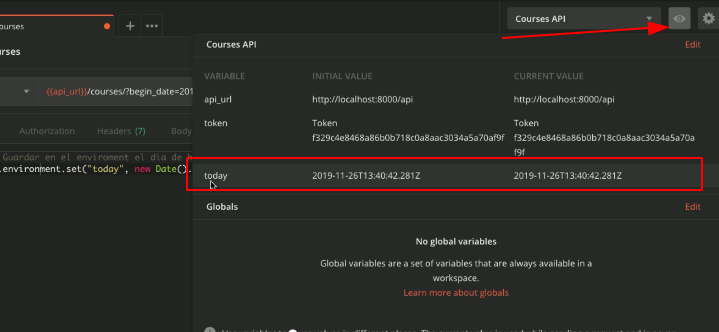 ourses
Courses API
rses
Courses API Edit
VARIABLE INITIAL VALUE CURRENT VALUE
{{api_url}}/courses/?begin_date=201
api_url http://localhost:8000/api http://localhost:8000/api
token Token Token
f329c4e8468a86b0b718c0a8aac3034a5a70af9f f329c4e8468a86b0b718c0a8aac3034a5a70a
f9f
Authorization Headers (7) Body
Guardar en el enviroment el dia de h
.environment.set("today", new Date().
today 2019-11-26T13:40:42.281Z 2019-11-26T13:40:42.281Z
Globals Edit
No global variables
Global variables are a set of variables that are always available in a
workspace.
Learn more about globals